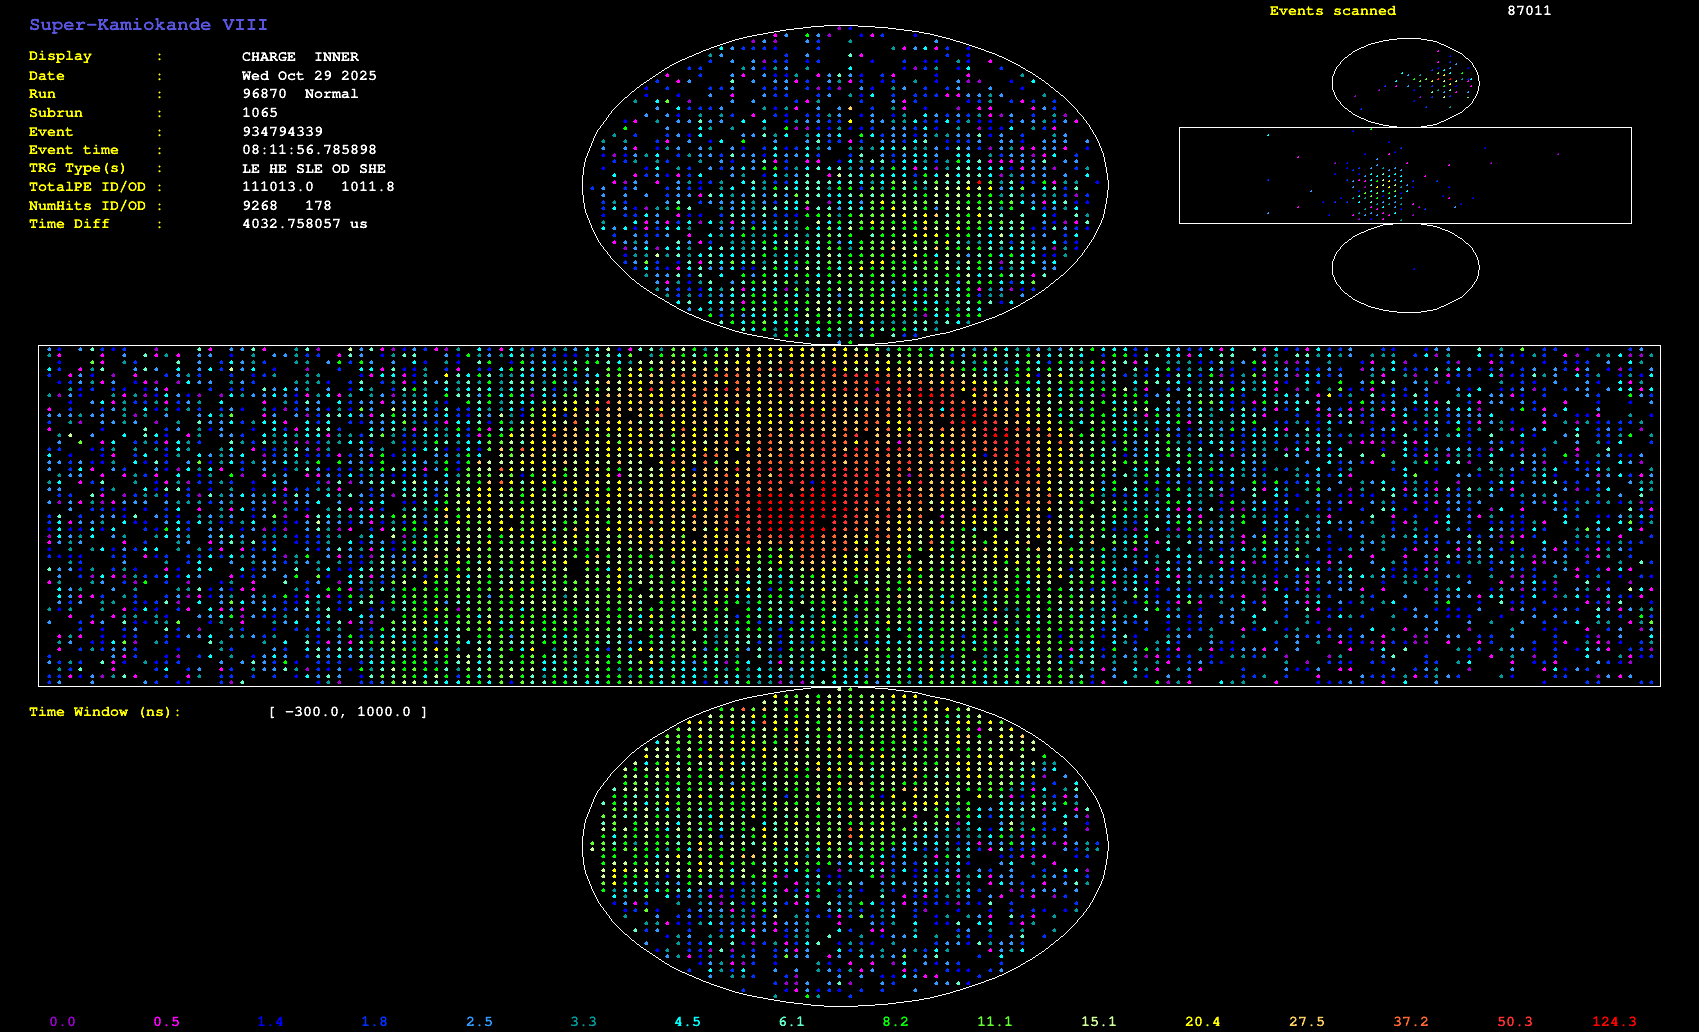 Super-Kamiokande VIII
Events scanned 87011
Display : CHARGE INNER
Date : Wed Oct 29 2025
Run : 96870 Normal
Subrun : 1065
Event : 934794339
Event time : 08:11:56.785898
TRG Type(s) : LE HE SLE OD SHE
TotalPE ID/OD : 111013.0 1011.8
NumHits ID/OD : 9268 178
Time Diff : 4032.758057 us
Time Window (ns): [ -300.0, 1000.0 ]
0.0 0.5 1.4 1.8 2.5 3.3 4.5 6.1 8.2 11.1 15.1 20.4 27.5 37.2 50.3 124.3